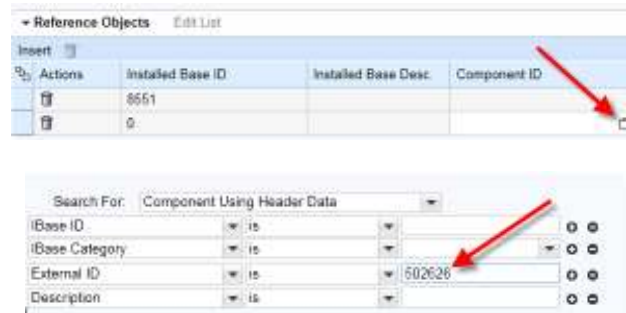 Reference Objects Edit List
Insert
Actions Installed Base ID Installed Base Desc. Component ID
8651
0
Search For: Component Using Header Data
IBase ID is
IBase Category is
External ID is 502626
Description is